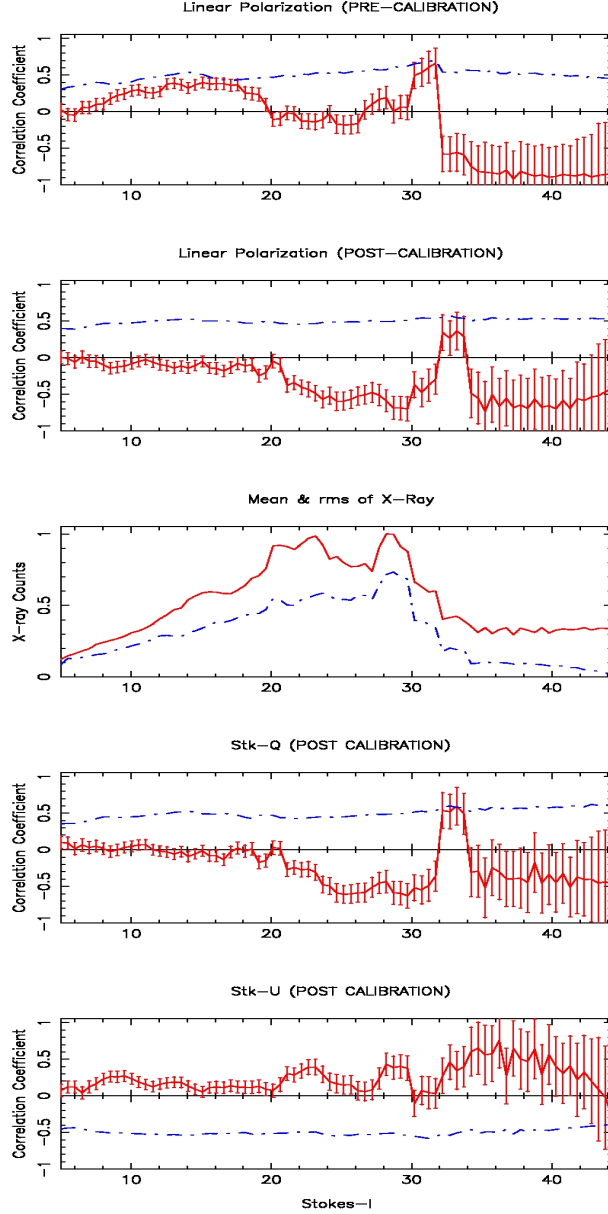 Linear Polarization (PRE-CALIBRATION)
Correlation Coefficient
1
0.5
0
-0.5
-1
10 20 30 40
Linear Polarization (POST-CALIBRATION)
Correlation Coefficient
1
0.5
0
-0.5
-1
10 20 30 40
Mean & rms of X-Ray
X-ray Counts
1
0.5
0
10 20 30 40
Stk-Q (POST CALIBRATION)
Correlation Coefficient
1
0.5
0
-0.5
-1
10 20 30 40
Stk-U (POST CALIBRATION)
Correlation Coefficient
1
0.5
0
-0.5
-1
10 20 30 40
Stokes-I